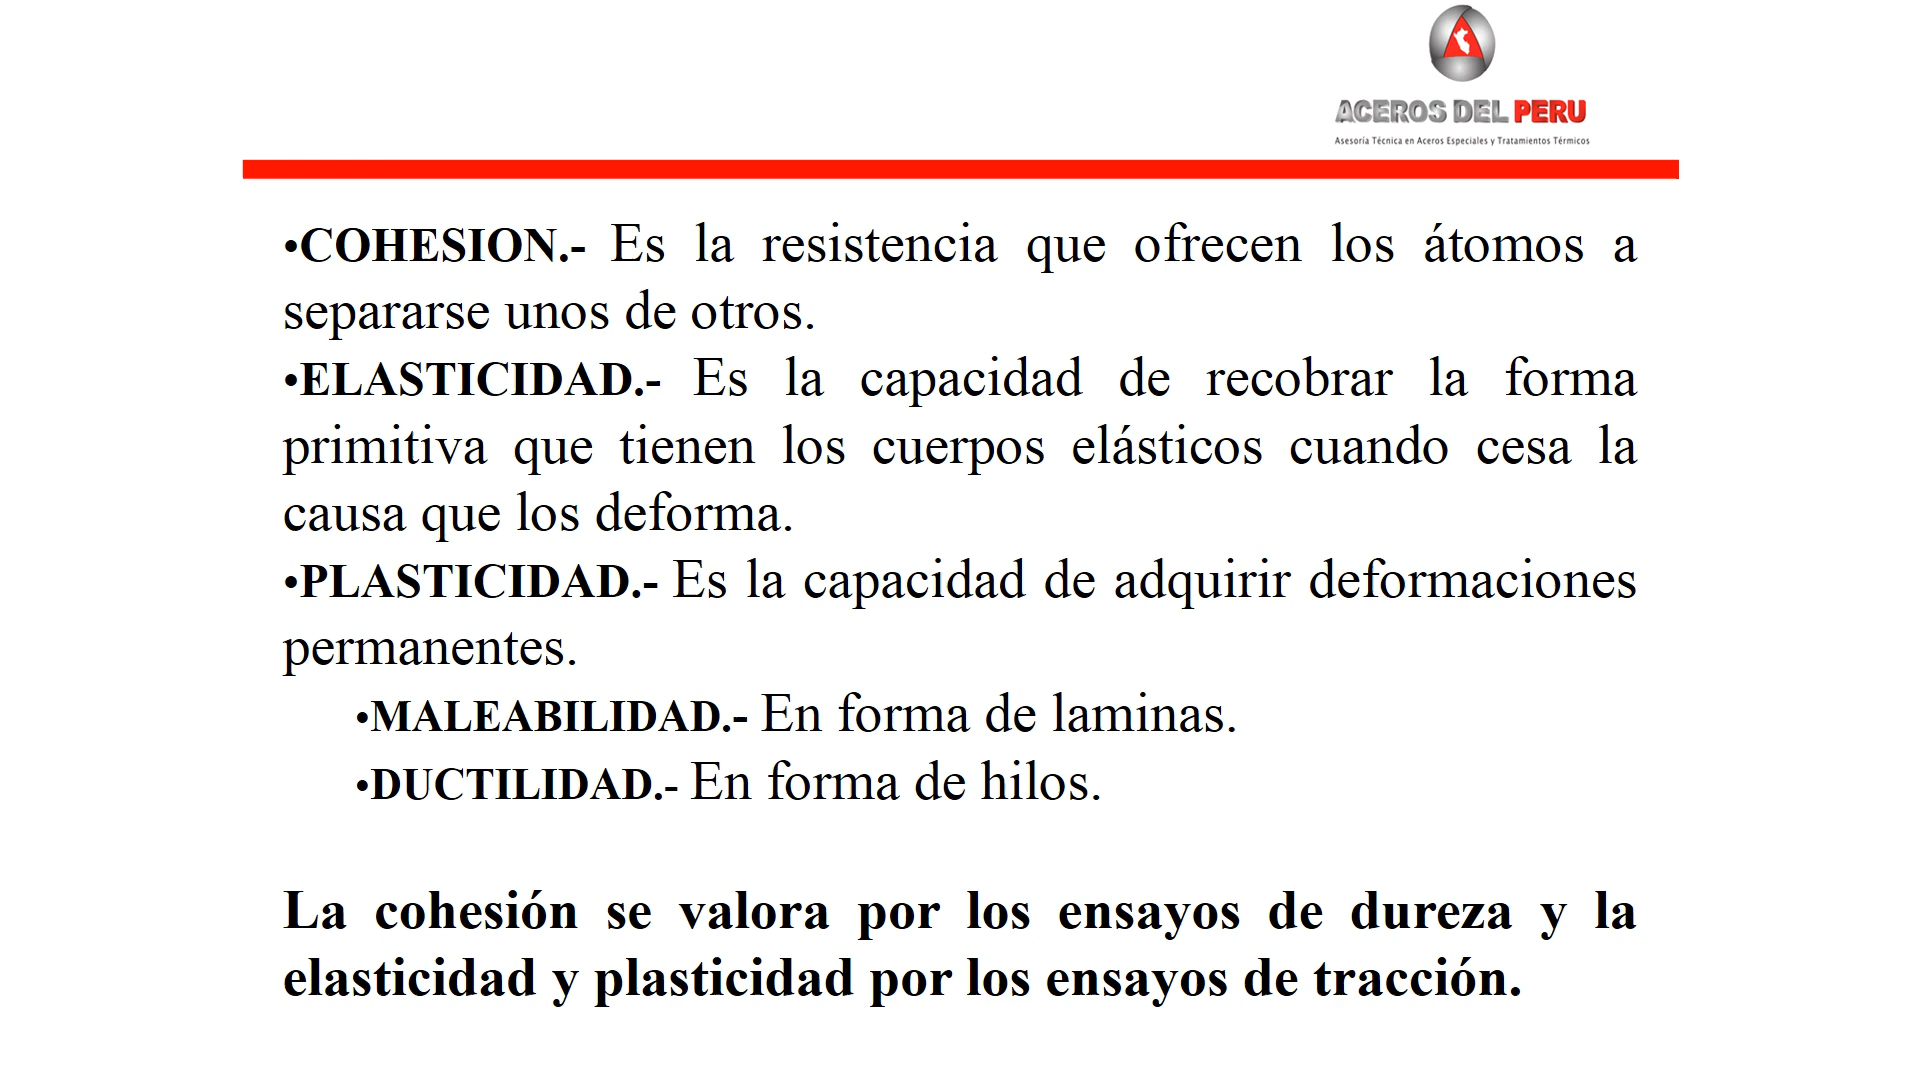 ACEROS DEL PERU
Asesoría Técnica en Aceros Especiales y Tratamientos Térmicos
•COHESION.- Es la resistencia que ofrecen los átomos a
separarse unos de otros.
•ELASTICIDAD.- Es la capacidad de recobrar la forma
primitiva que tienen los cuerpos elásticos cuando cesa la
causa que los deforma.
•PLASTICIDAD.- Es la capacidad de adquirir deformaciones
permanentes.
•MALEABILIDAD.- En forma de laminas.
•DUCTILIDAD.- En forma de hilos.
La cohesión se valora por los ensayos de dureza y la
elasticidad y plasticidad por los ensayos de tracción.